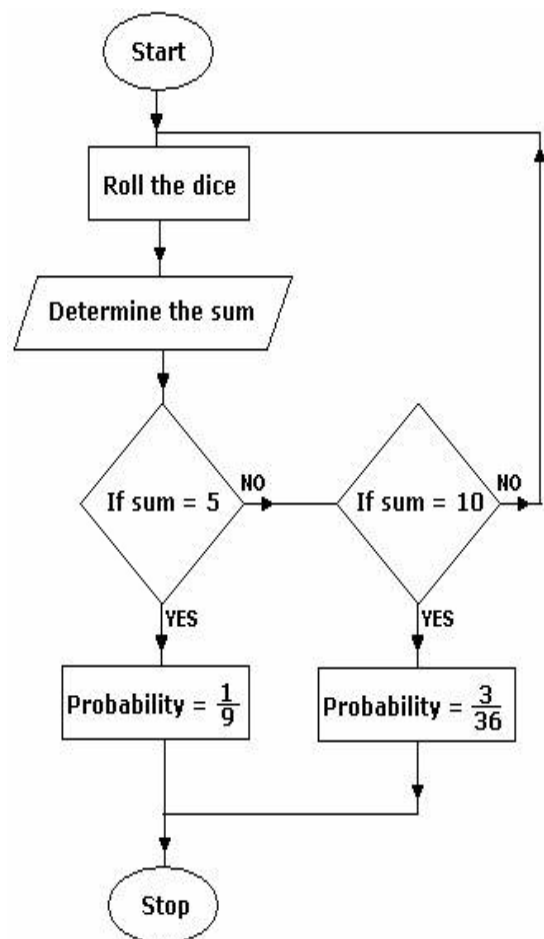 Start
Roll the dice
Determine the sum
If sum = 5
NO
If sum = 10
NO
YES
YES
Probability = 1/9
Probability = 3/36
Stop